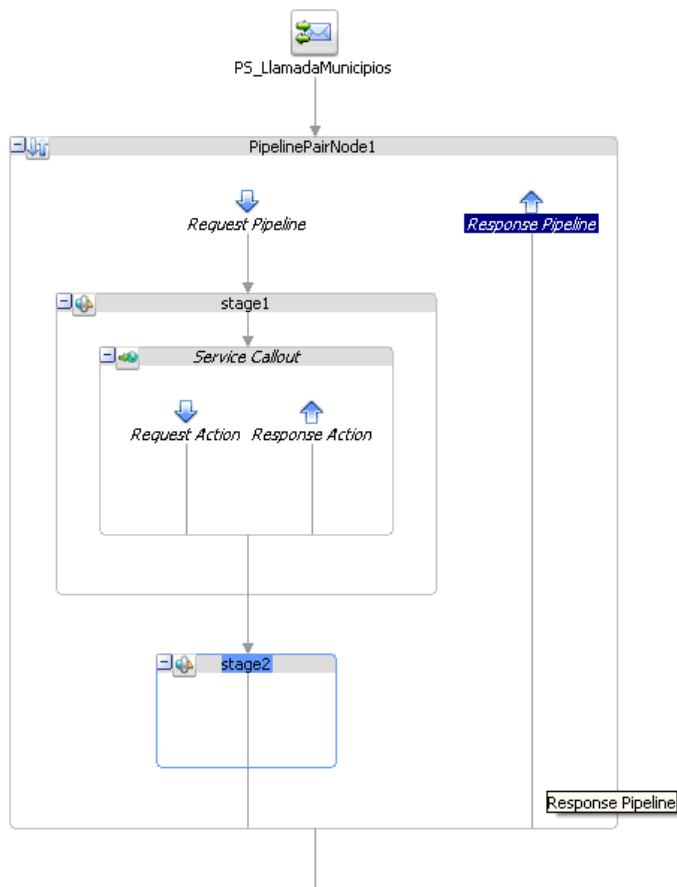 PS_LlamadaMunicipios
PipelinePairNode1
Request Pipeline
Response Pipeline
stage1
Service Callout
Request Action
Response Action
stage2
Response Pipeline